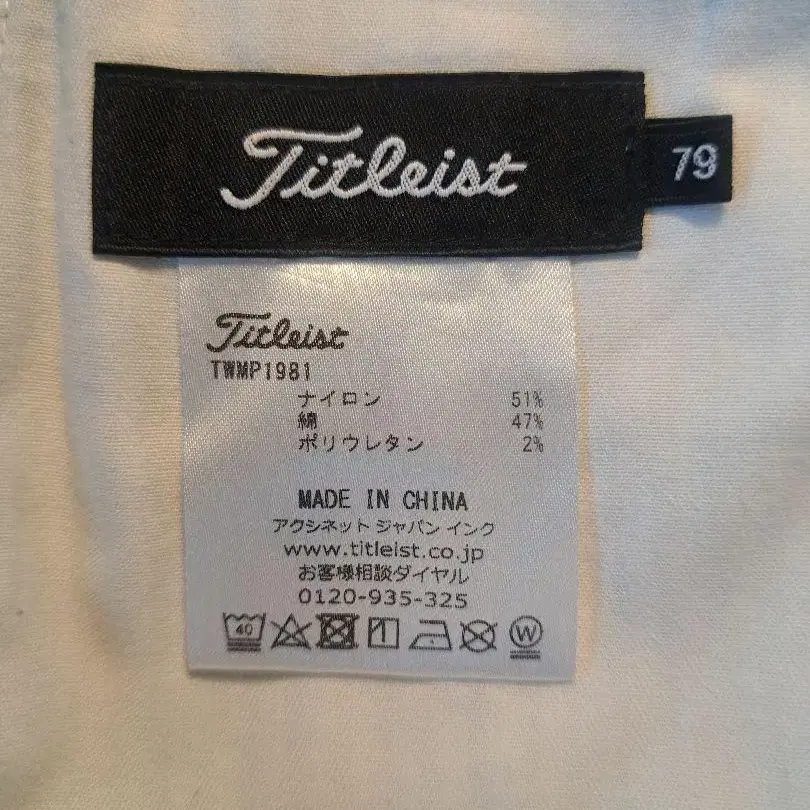 Titleist
79
Titleist
TWMP1981
ナイロン 51%
綿 47%
ポリウレタン 2%
MADE IN CHINA
アクシネット ジャパン インク
www.titleist.co.jp
お客様相談ダイヤル
0120-935-325
40 W